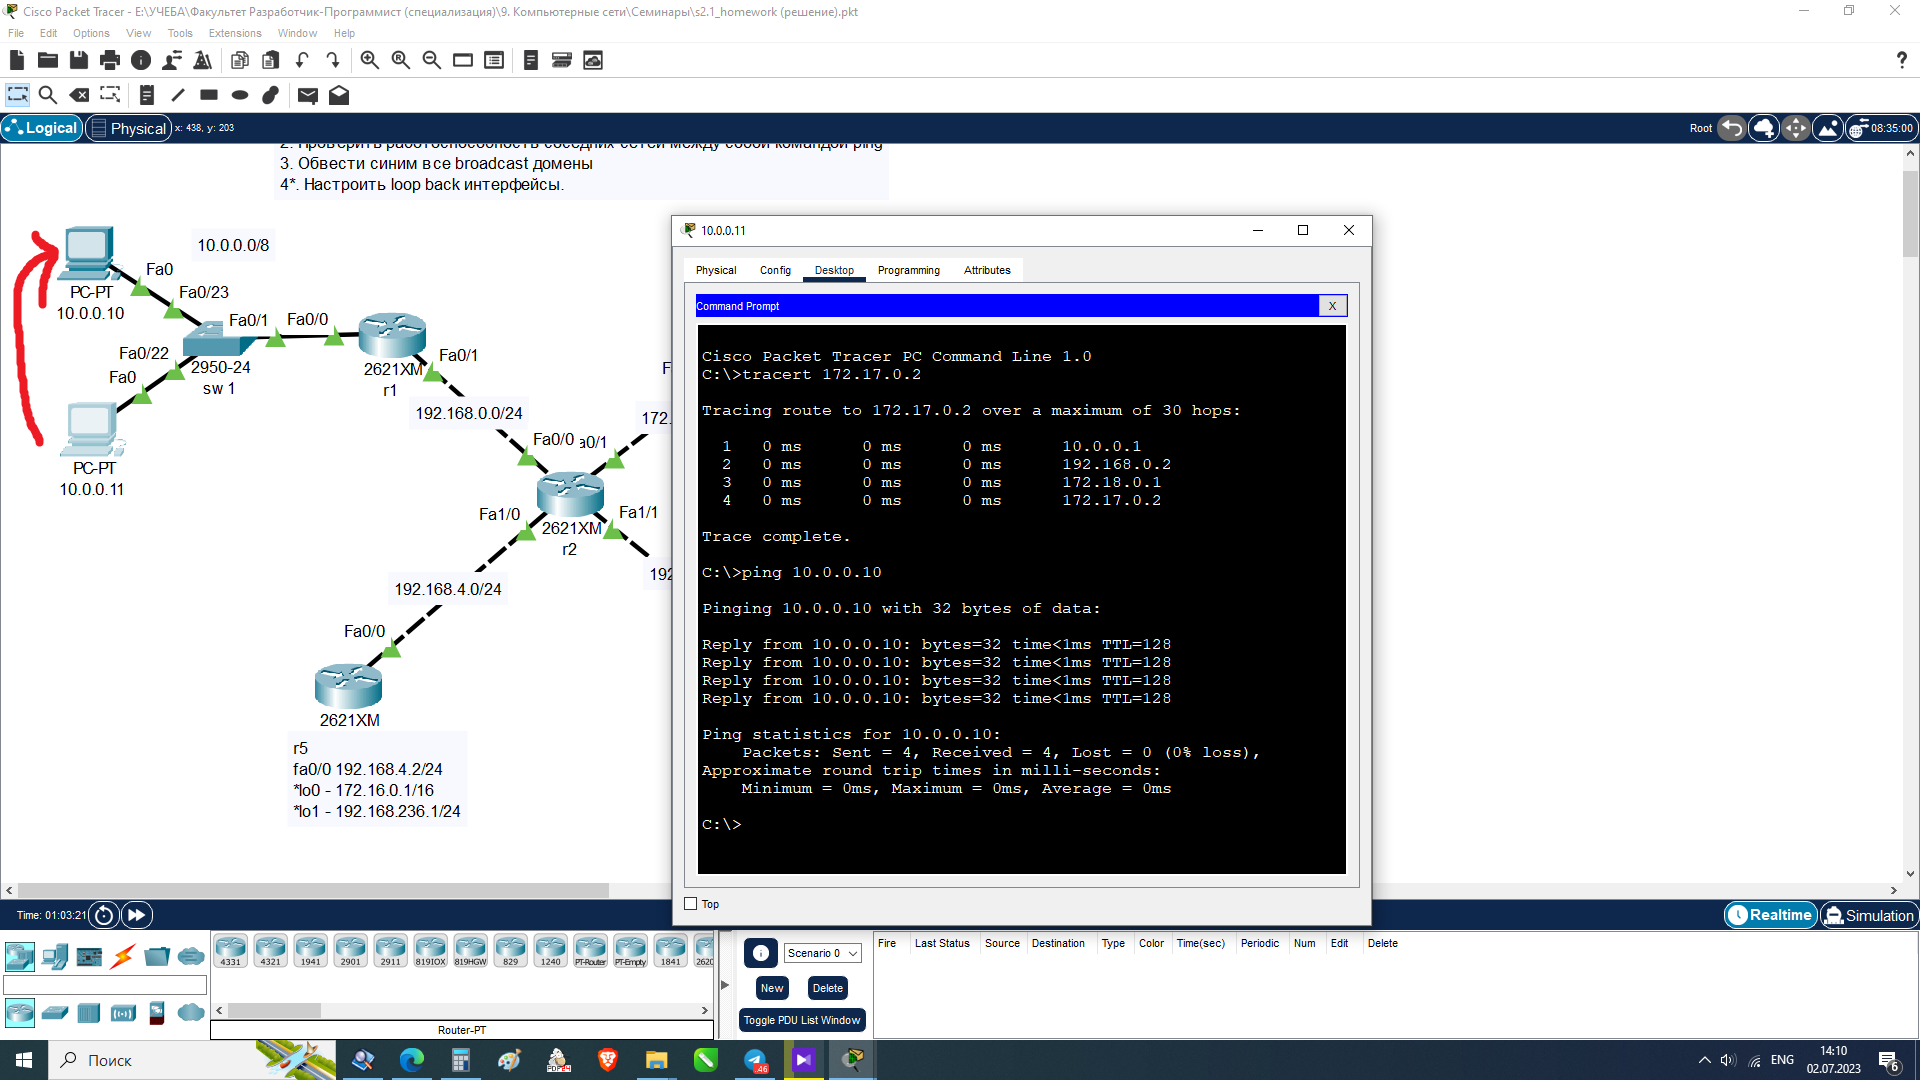 Cisco Packet Tracer - E:\УЧЕБА\Факультет Разработчик-Программист (специализация)\9. Компьютерные сети\Семинары\s2.1_homework (решение).pkt
File Edit Options View Tools Extensions Window Help
Logical Physical x: 438, y: 203 Root 08:35:00
2. Проверить работоспособность соседних сетей между собой командой ping
3. Обвести синим все broadcast домены
4*. Настроить loop back интерфейсы.
10.0.0.0/8
Fa0
PC-PT
10.0.0.10
Fa0/23
Fa0/1
Fa0/0
Fa0/22
Fa0
2950-24
sw 1
2621XM
r1
Fa0/1
192.168.0.0/24
PC-PT
10.0.0.11
Fa0/0
a0/1
F
172.
Fa1/0
2621XM
r2
Fa1/1
192
192.168.4.0/24
Fa0/0
2621XM
r5
fa0/0 192.168.4.2/24
*lo0 - 172.16.0.1/16
*lo1 - 192.168.236.1/24
10.0.0.11
Physical Config Desktop Programming Attributes
Command Prompt X
Cisco Packet Tracer PC Command Line 1.0
C:\>tracert 172.17.0.2
Tracing route to 172.17.0.2 over a maximum of 30 hops:
1 0 ms 0 ms 0 ms 10.0.0.1
2 0 ms 0 ms 0 ms 192.168.0.2
3 0 ms 0 ms 0 ms 172.18.0.1
4 0 ms 0 ms 0 ms 172.17.0.2
Trace complete.
C:\>ping 10.0.0.10
Pinging 10.0.0.10 with 32 bytes of data:
Reply from 10.0.0.10: bytes=32 time<1ms TTL=128
Reply from 10.0.0.10: bytes=32 time<1ms TTL=128
Reply from 10.0.0.10: bytes=32 time<1ms TTL=128
Reply from 10.0.0.10: bytes=32 time<1ms TTL=128
Ping statistics for 10.0.0.10:
Packets: Sent = 4, Received = 4, Lost = 0 (0% loss),
Approximate round trip times in milli-seconds:
Minimum = 0ms, Maximum = 0ms, Average = 0ms
C:\>
Top
Time: 01:03:21
Realtime Simulation
4331 4321 1941 2901 2911 819IOX 819HGW 829 1240 PT-Router PT-Empty 1841 2620
Router-PT
Scenario 0
New Delete
Toggle PDU List Window
Fire Last Status Source Destination Type Color Time(sec) Periodic Num Edit Delete
Поиск
PDF24
46
ENG
14:10
02.07.2023
6